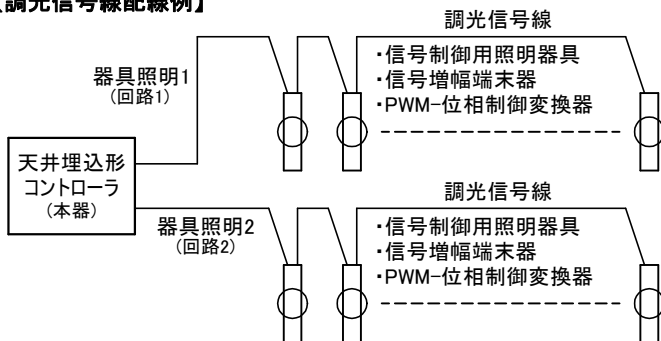 調光信号線配線例】
調光信号線
・信号制御用照明器具
・信号増幅端末器
・PWM-位相制御変換器
器具照明1
(回路1)
天井埋込形
コントローラ
(本器)
調光信号線
器具照明2
(回路2)
・信号制御用照明器具
・信号増幅端末器
・PWM-位相制御変換器